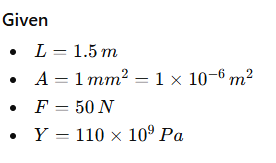 Given
• L = 1.5 m
• A = 1 mm² = 1 × 10⁻⁶ m²
• F = 50 N
• Y = 110 × 10⁹ Pa